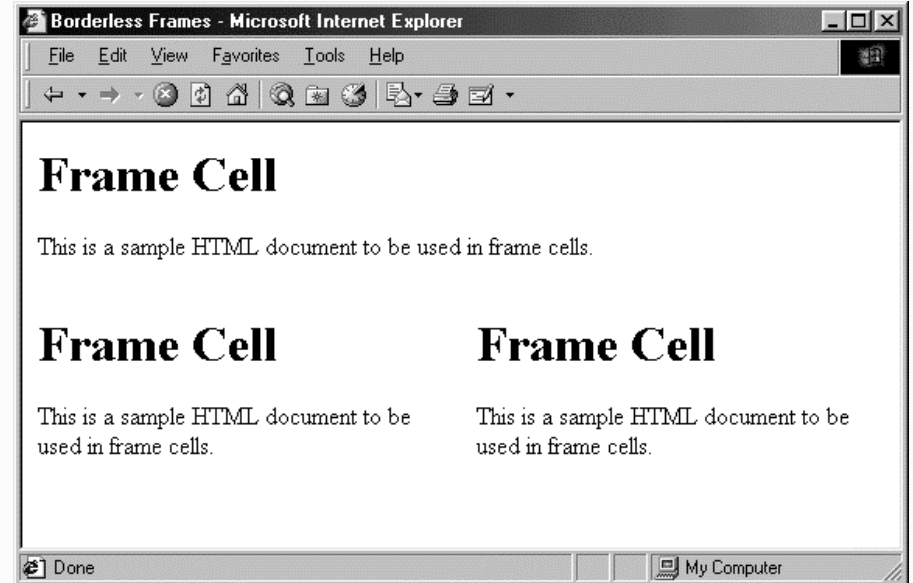 Borderless Frames - Microsoft Internet Explorer
File Edit View Favorites Tools Help
Frame Cell
This is a sample HTML document to be used in frame cells.
Frame Cell
This is a sample HTML document to be
used in frame cells.
Frame Cell
This is a sample HTML document to be
used in frame cells.
Done
My Computer